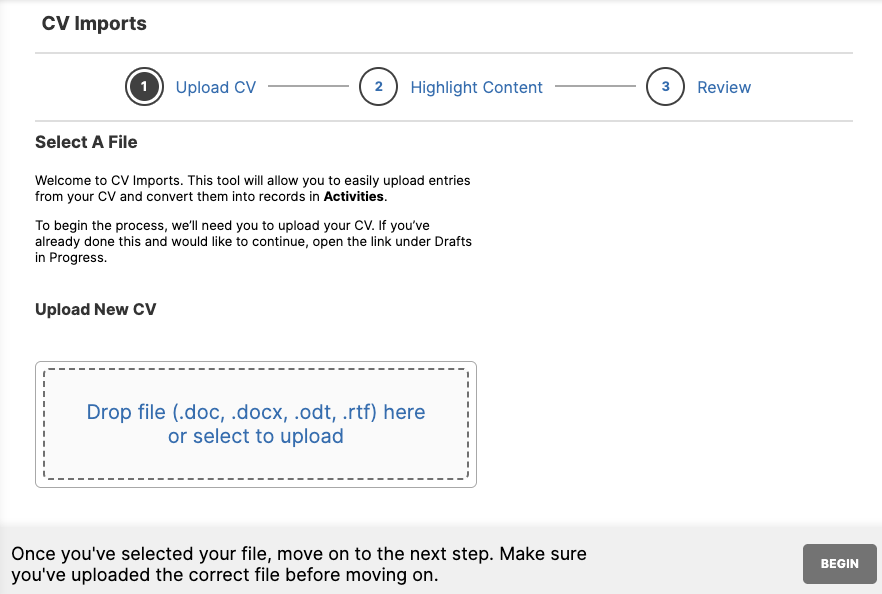 CV Imports
1 Upload CV 2 Highlight Content 3 Review
Select A File
Welcome to CV Imports. This tool will allow you to easily upload entries
from your CV and convert them into records in Activities.
To begin the process, we’ll need you to upload your CV. If you’ve
already done this and would like to continue, open the link under Drafts
in Progress.
Upload New CV
Drop file (.doc, .docx, .odt, .rtf) here
or select to upload
Once you've selected your file, move on to the next step. Make sure
you've uploaded the correct file before moving on.
BEGIN